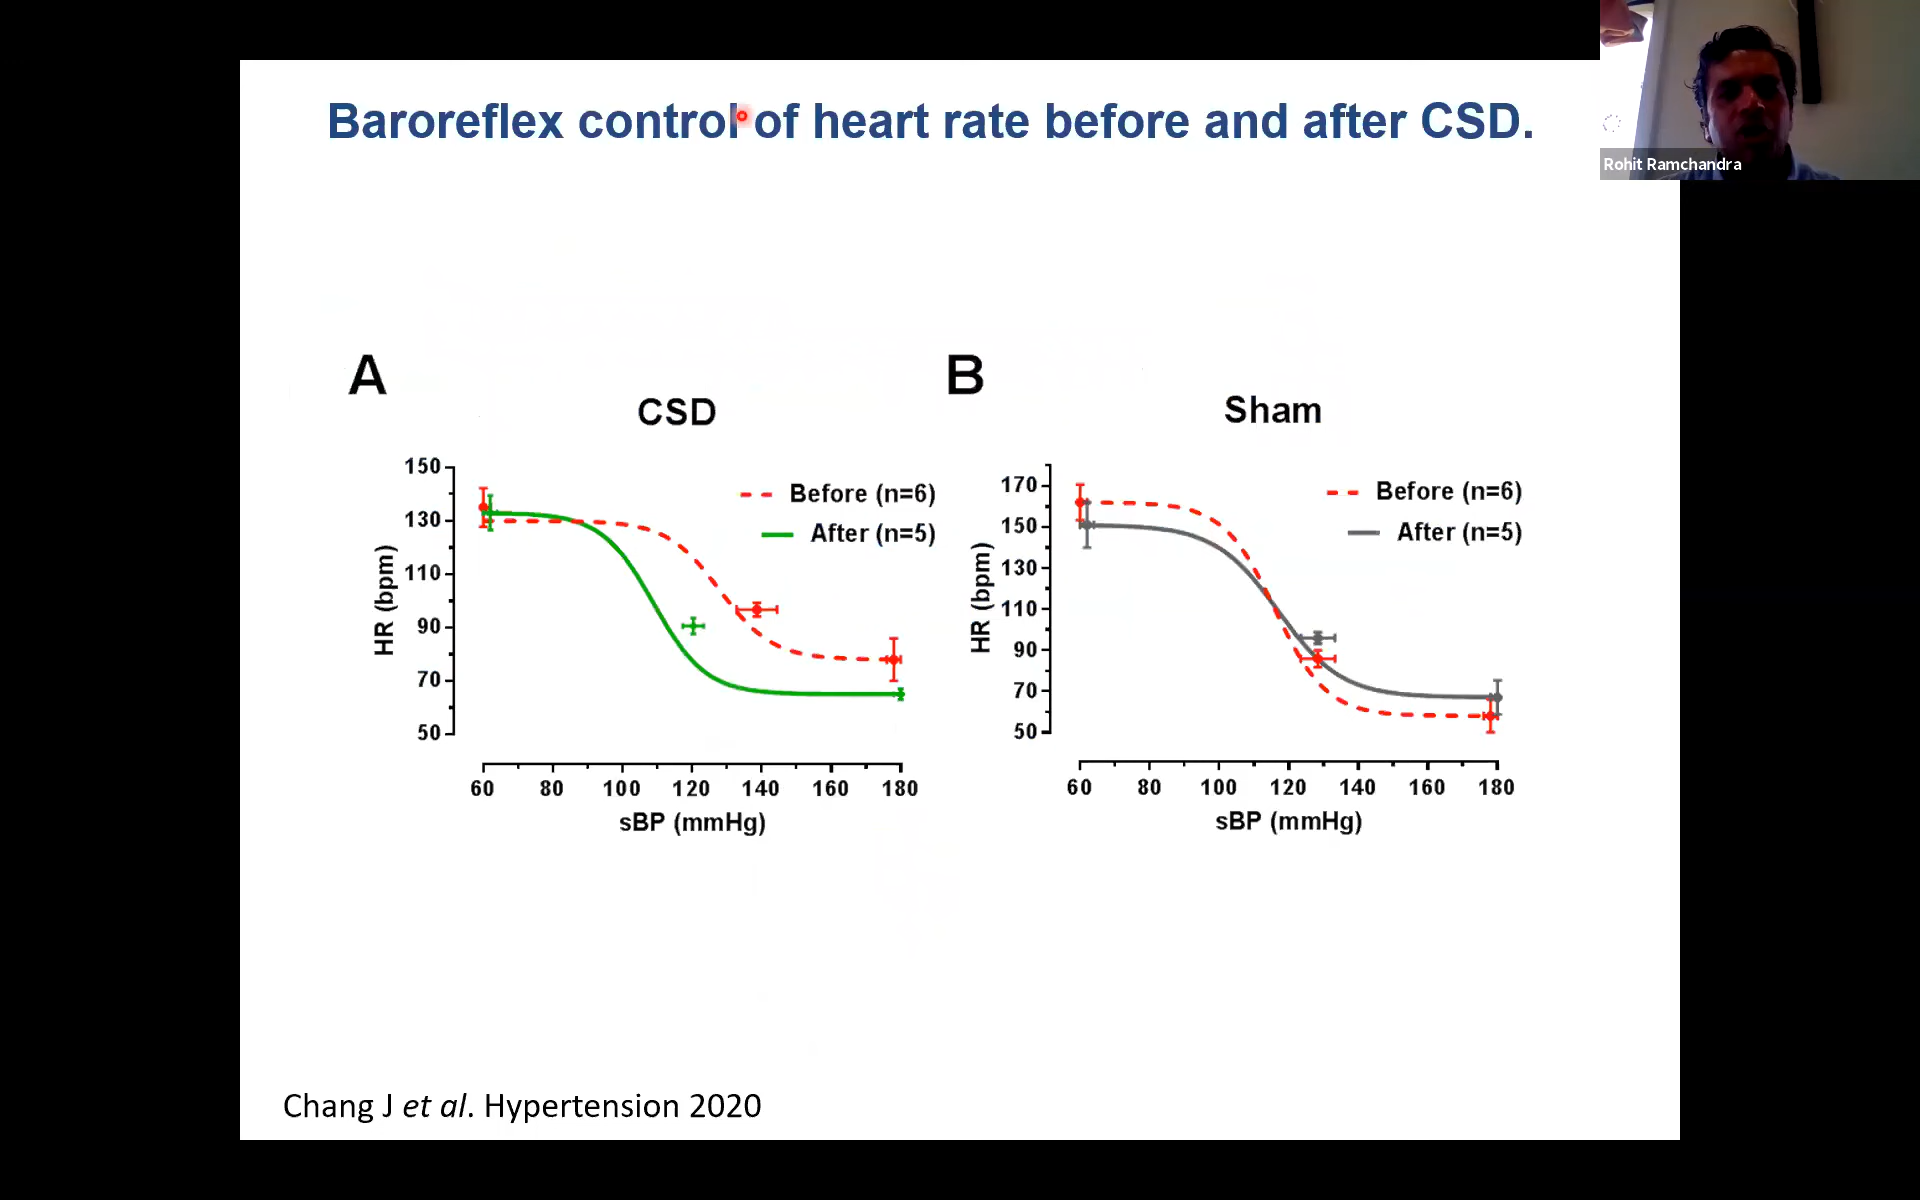 Baroreflex control of heart rate before and after CSD.
Rohit Ramchandra
A
CSD
150
130
110
90
70
50
HR (bpm)
Before (n=6)
After (n=5)
60 80 100 120 140 160 180
sBP (mmHg)
B
Sham
170
150
130
110
90
70
50
HR (bpm)
Before (n=6)
After (n=5)
60 80 100 120 140 160 180
sBP (mmHg)
Chang J et al. Hypertension 2020